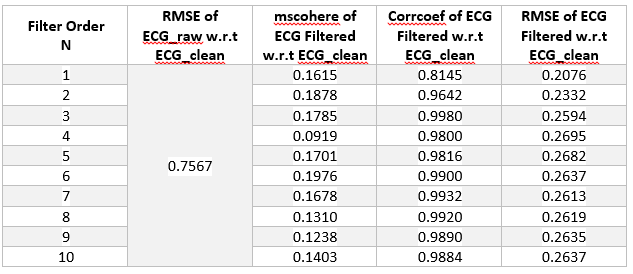 Filter Order N | RMSE of ECG_raw w.r.t ECG_clean | mscohere of ECG Filtered w.r.t ECG_clean | Corrcoef of ECG Filtered w.r.t ECG_clean | RMSE of ECG Filtered w.r.t ECG_clean
1 | 0.7567 | 0.1615 | 0.8145 | 0.2076
2 | 0.1878 | 0.9642 | 0.2332
3 | 0.1785 | 0.9980 | 0.2594
4 | 0.0919 | 0.9800 | 0.2695
5 | 0.1701 | 0.9816 | 0.2682
6 | 0.1976 | 0.9900 | 0.2637
7 | 0.1678 | 0.9932 | 0.2613
8 | 0.1310 | 0.9920 | 0.2619
9 | 0.1238 | 0.9890 | 0.2635
10 | 0.1403 | 0.9884 | 0.2637